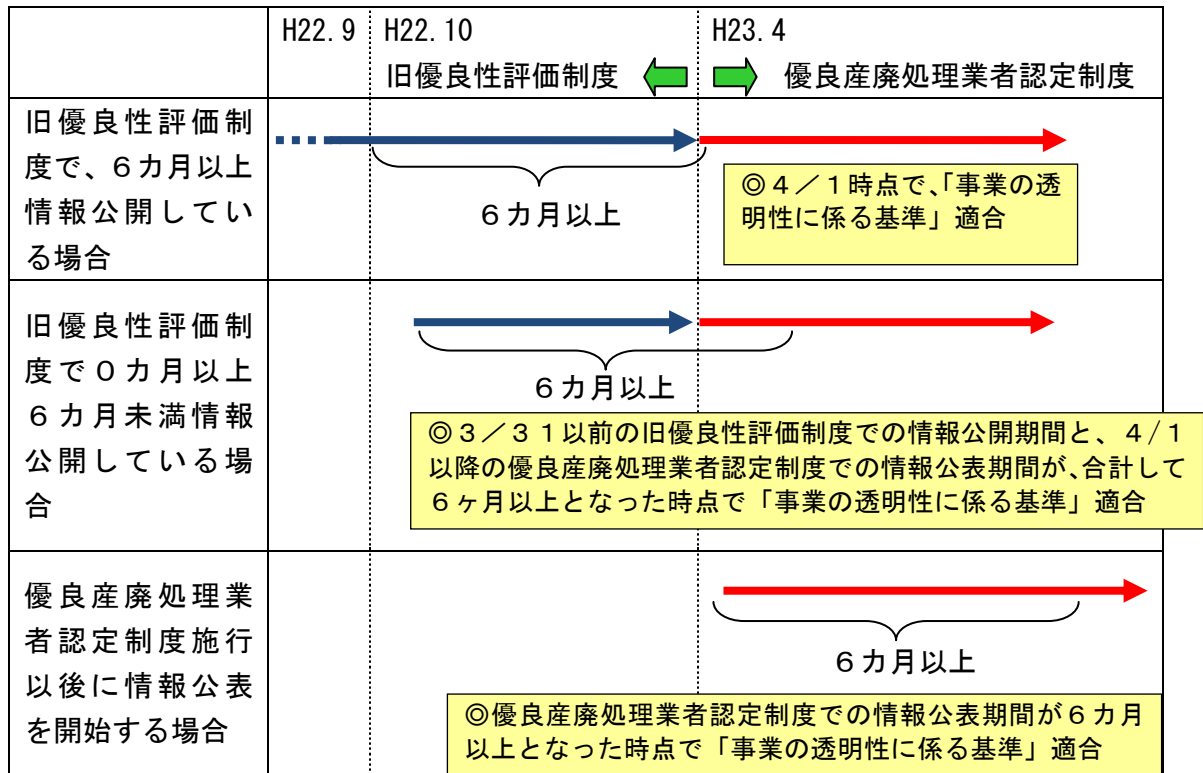 H22.9
H22.10
H23.4
旧優良性評価制度
優良産廃処理業者認定制度
旧優良性評価制
度で、６カ月以上
情報公開してい
る場合
６カ月以上
◎４／１時点で、「事業の透
明性に係る基準」適合
旧優良性評価制
度で０カ月以上
６カ月未満情報
公開している場
合
６カ月以上
◎３／３１以前の旧優良性評価制度での情報公開期間と、４/１
以降の優良産廃処理業者認定制度での情報公表期間が、合計して
６ヶ月以上となった時点で「事業の透明性に係る基準」適合
優良産廃処理業
者認定制度施行
以後に情報公表
を開始する場合
６カ月以上
◎優良産廃処理業者認定制度での情報公表期間が６カ月
以上となった時点で「事業の透明性に係る基準」適合